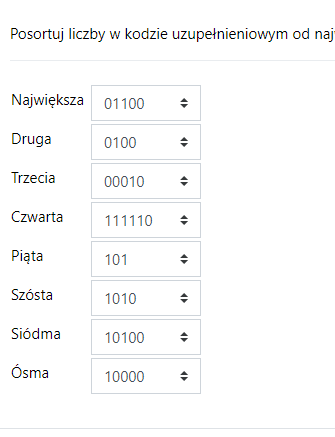 Posortuj liczby w kodzie uzupełnieniowym od naj
Największa 01100
Druga 0100
Trzecia 00010
Czwarta 111110
Piąta 101
Szósta 1010
Siódma 10100
Ósma 10000